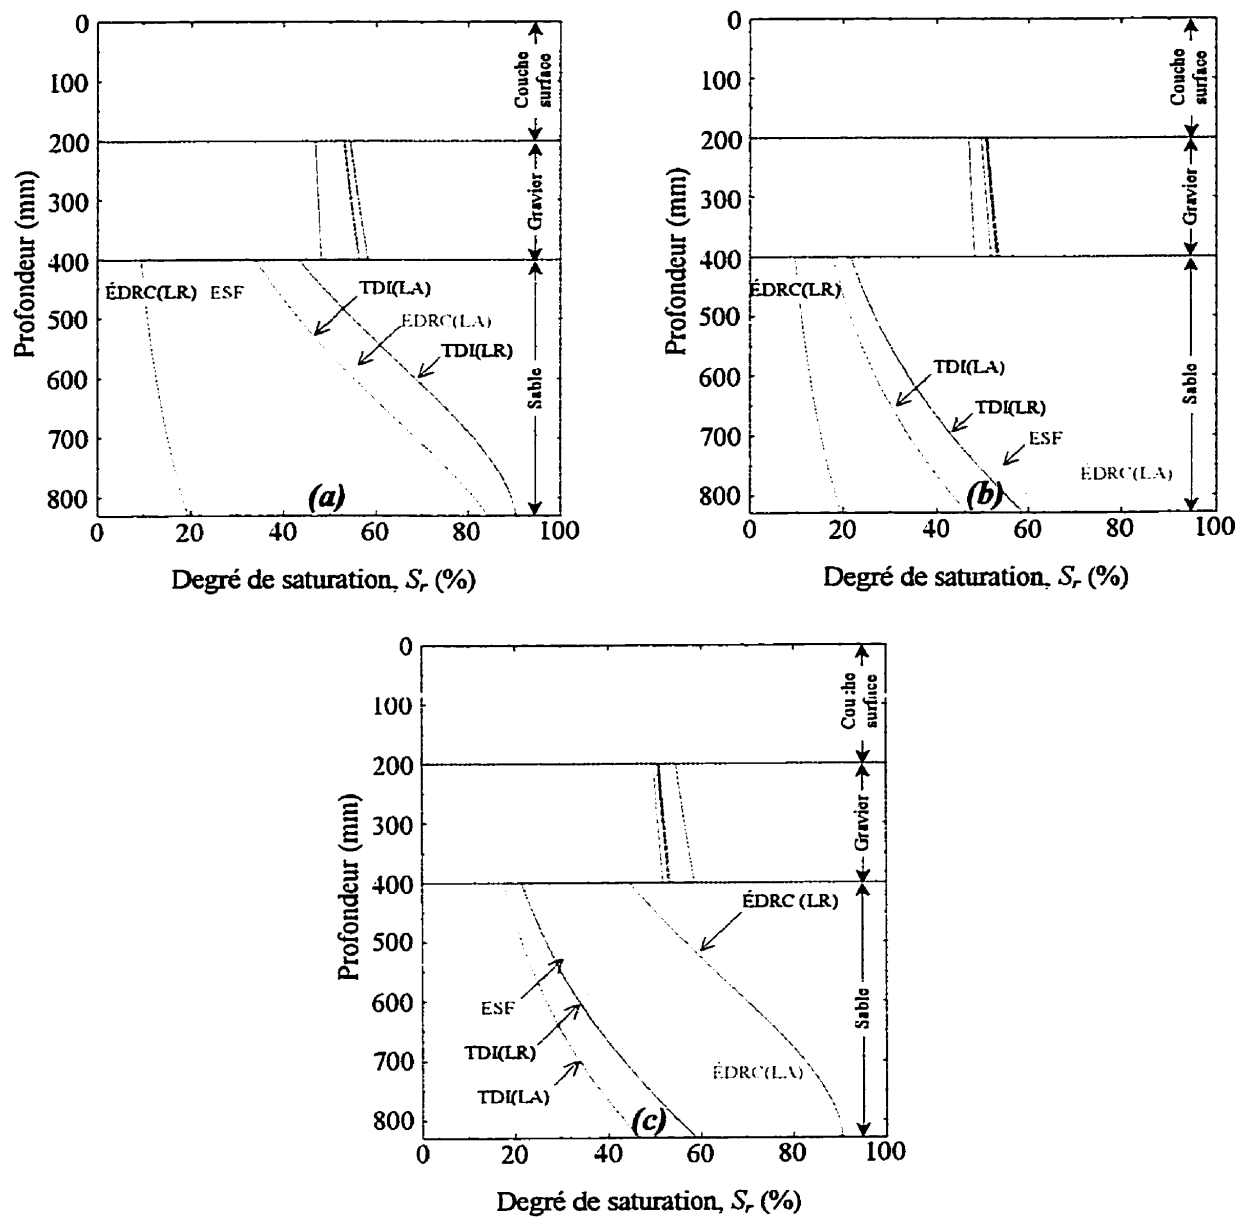 0
100
200
300
400
500
600
700
800
Profondeur (mm)
Couche surface
Gravier
Sable
ÉDRC(LR) ESF
TDI(LA)
ÉDRC(LA)
TDI(LR)
(a)
0 20 40 60 80 100
Degré de saturation, Sr (%)
0
100
200
300
400
500
600
700
800
Profondeur (mm)
Couche surface
Gravier
Sable
ÉDRC(LR)
TDI(LA)
TDI(LR)
ESF
ÉDRC(LA)
(b)
0 20 40 60 80 100
Degré de saturation, Sr (%)
0
100
200
300
400
500
600
700
800
Profondeur (mm)
Couche surface
Gravier
Sable
ÉDRC (LR)
ESF
TDI(LR)
TDI(LA)
ÉDRC(LA)
(c)
0 20 40 60 80 100
Degré de saturation, Sr (%)